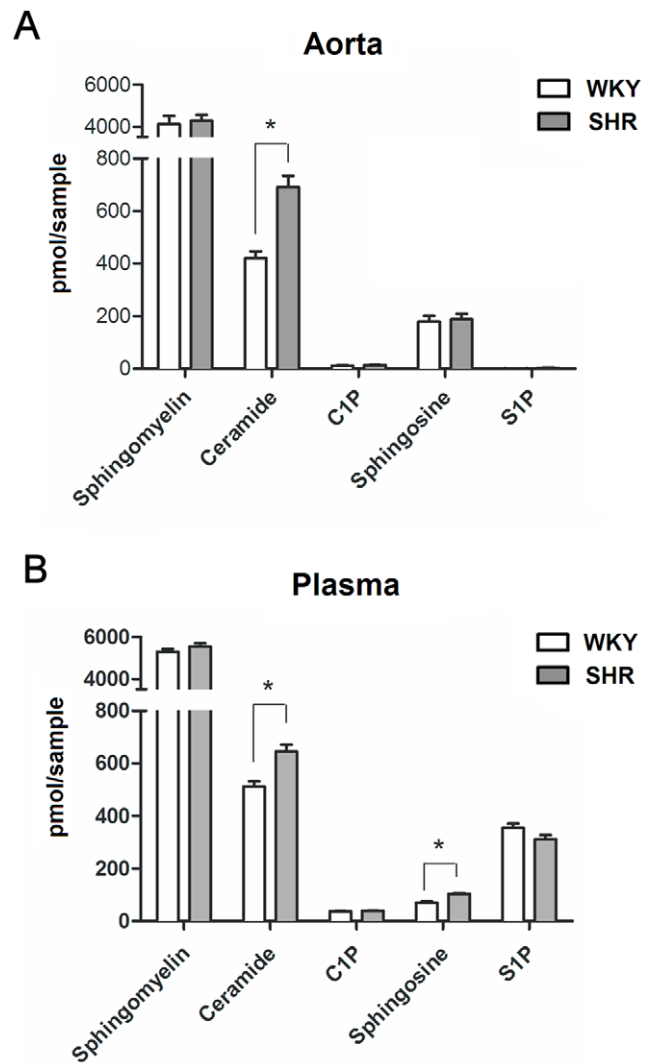 A
Aorta
WKY
SHR
pmol/sample
6000
4000
800
600
400
200
0
*
Sphingomyelin
Ceramide
C1P
Sphingosine
S1P
B
Plasma
WKY
SHR
pmol/sample
6000
4000
800
600
400
200
0
*
*
Sphingomyelin
Ceramide
C1P
Sphingosine
S1P